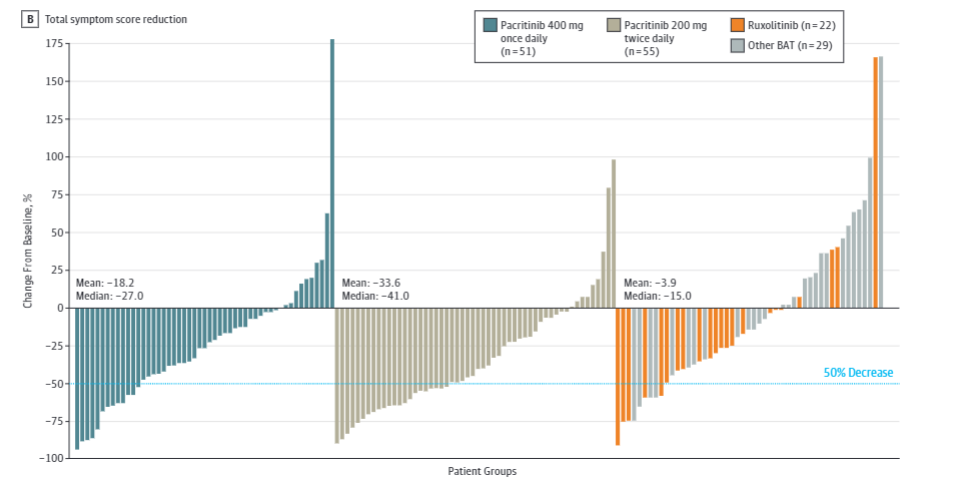 B Total symptom score reduction
Pacritinib 400 mg
once daily
(n=51)
Pacritinib 200 mg
twice daily
(n=55)
Ruxolitinib (n=22)
Other BAT (n=29)
Change From Baseline, %
175
150
125
100
75
50
25
0
−25
−50
−75
−100
Mean: −18.2
Median: −27.0
Mean: −33.6
Median: −41.0
Mean: −3.9
Median: −15.0
50% Decrease
Patient Groups